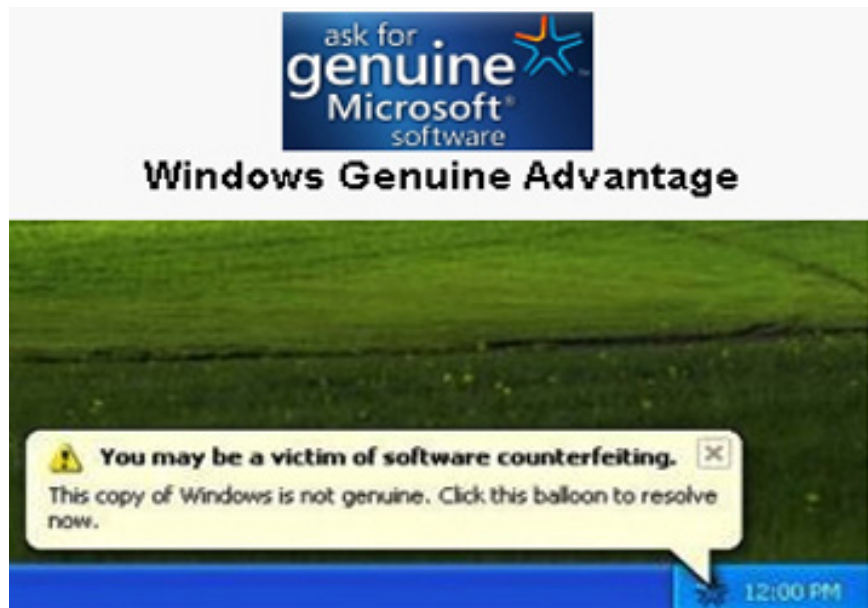 ask for
genuine
Microsoft®
software
Windows Genuine Advantage
You may be a victim of software counterfeiting.
This copy of Windows is not genuine. Click this balloon to resolve
now.
12:00 PM